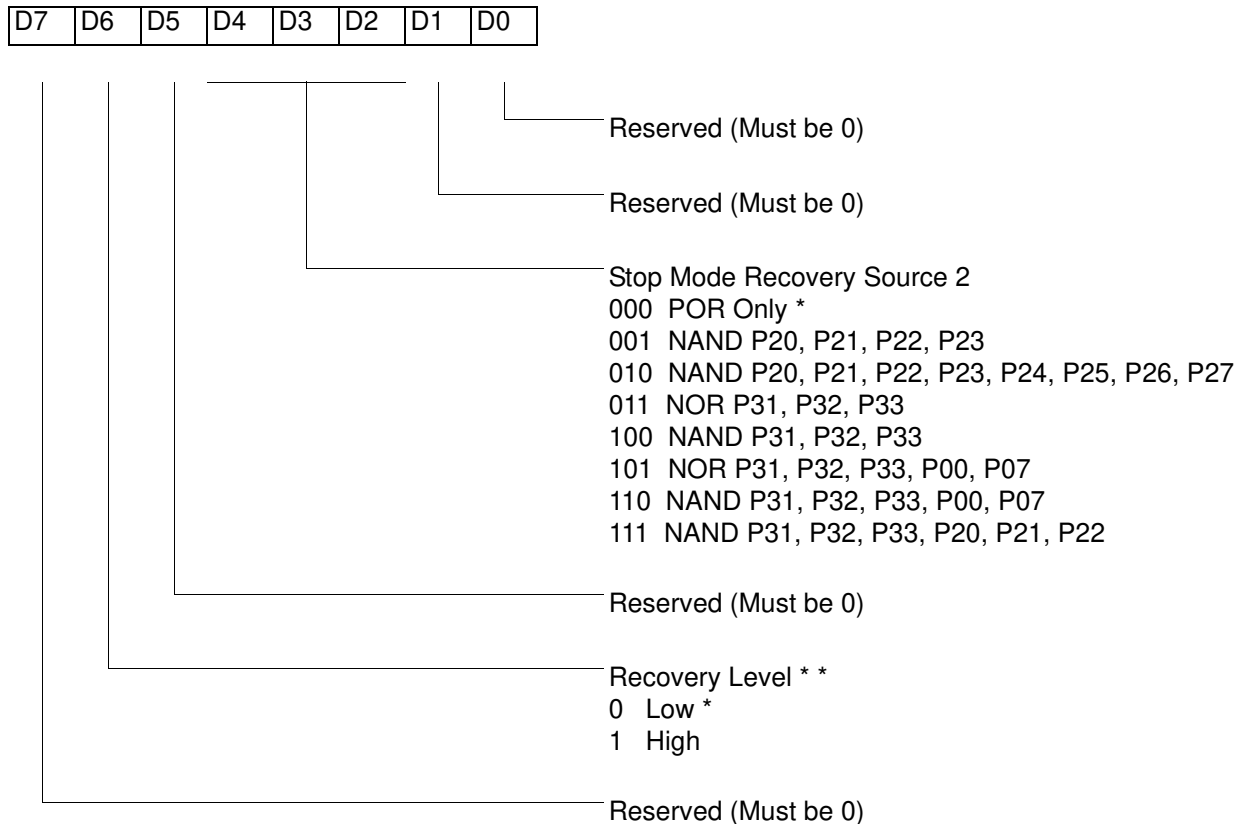 D7 D6 D5 D4 D3 D2 D1 D0
Reserved (Must be 0)
Reserved (Must be 0)
Stop Mode Recovery Source 2
000 POR Only *
001 NAND P20, P21, P22, P23
010 NAND P20, P21, P22, P23, P24, P25, P26, P27
011 NOR P31, P32, P33
100 NAND P31, P32, P33
101 NOR P31, P32, P33, P00, P07
110 NAND P31, P32, P33, P00, P07
111 NAND P31, P32, P33, P20, P21, P22
Reserved (Must be 0)
Recovery Level * *
0 Low *
1 High
Reserved (Must be 0)